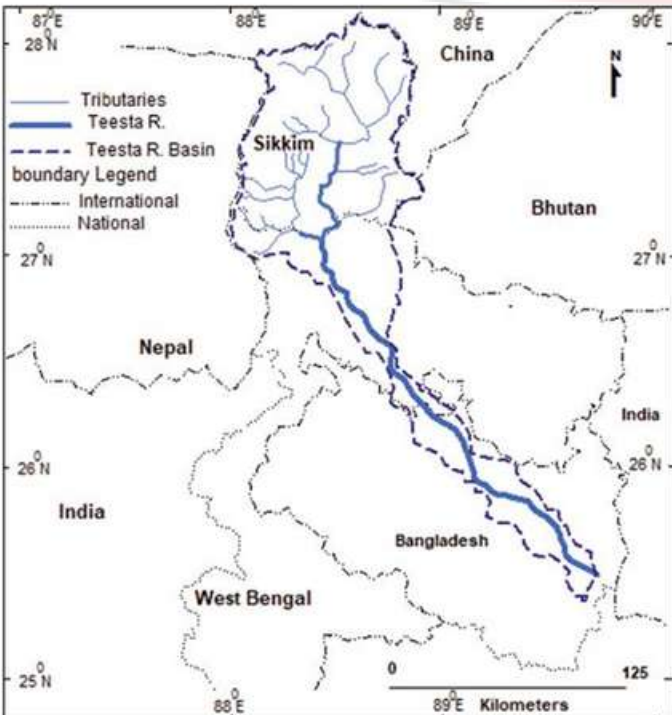 87°E
88°E
89°E
90°E
28°N
China
N
Tributaries
Teesta R.
Teesta R. Basin
boundary Legend
International
National
Sikkim
Bhutan
27°N
27°N
Nepal
India
26°N
26°N
India
Bangladesh
West Bengal
25°N
0
125
Kilometers
88°E
89°E